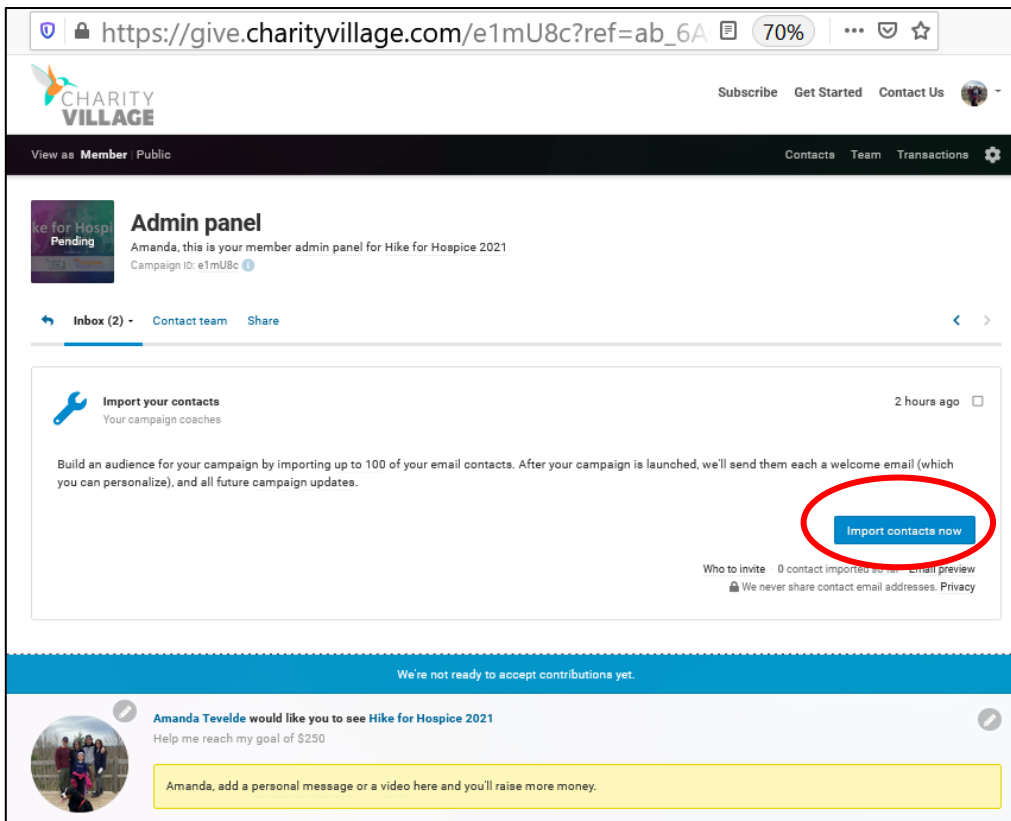 https://give.charityvillage.com/e1mU8c?ref=ab_6A 70%
CHARITY
VILLAGE
Subscribe Get Started Contact Us
View as Member | Public Contacts Team Transactions
ke for Hospi
Pending
Admin panel
Amanda, this is your member admin panel for Hike for Hospice 2021
Campaign ID: e1mU8c
Inbox (2) Contact team Share
Import your contacts 2 hours ago
Your campaign coaches
Build an audience for your campaign by importing up to 100 of your email contacts. After your campaign is launched, we'll send them each a welcome email (which
you can personalize), and all future campaign updates.
Import contacts now
Who to invite · 0 contact imported so far · Email preview
We never share contact email addresses. Privacy
We're not ready to accept contributions yet.
Amanda Tevelde would like you to see Hike for Hospice 2021
Help me reach my goal of $250
Amanda, add a personal message or a video here and you'll raise more money.